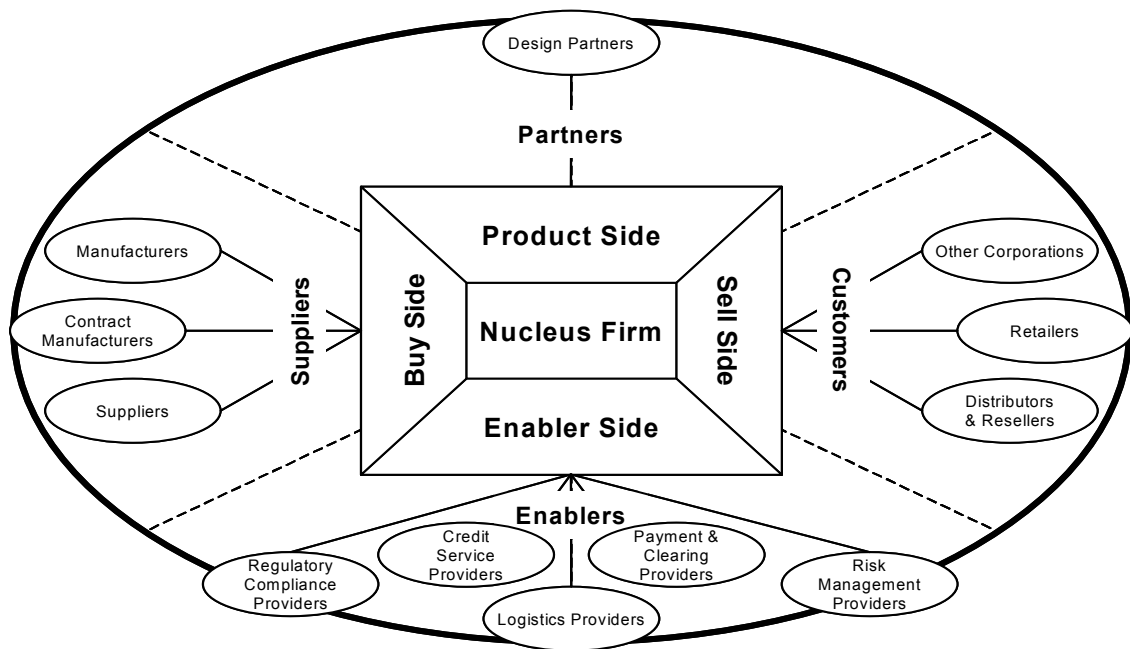 Design Partners
Partners
Product Side
Manufacturers
Other Corporations
Suppliers
Buy Side
Nucleus Firm
Sell Side
Customers
Contract
Manufacturers
Retailers
Suppliers
Distributors
& Resellers
Enabler Side
Enablers
Credit
Service
Providers
Payment &
Clearing
Providers
Regulatory
Compliance
Providers
Risk
Management
Providers
Logistics Providers